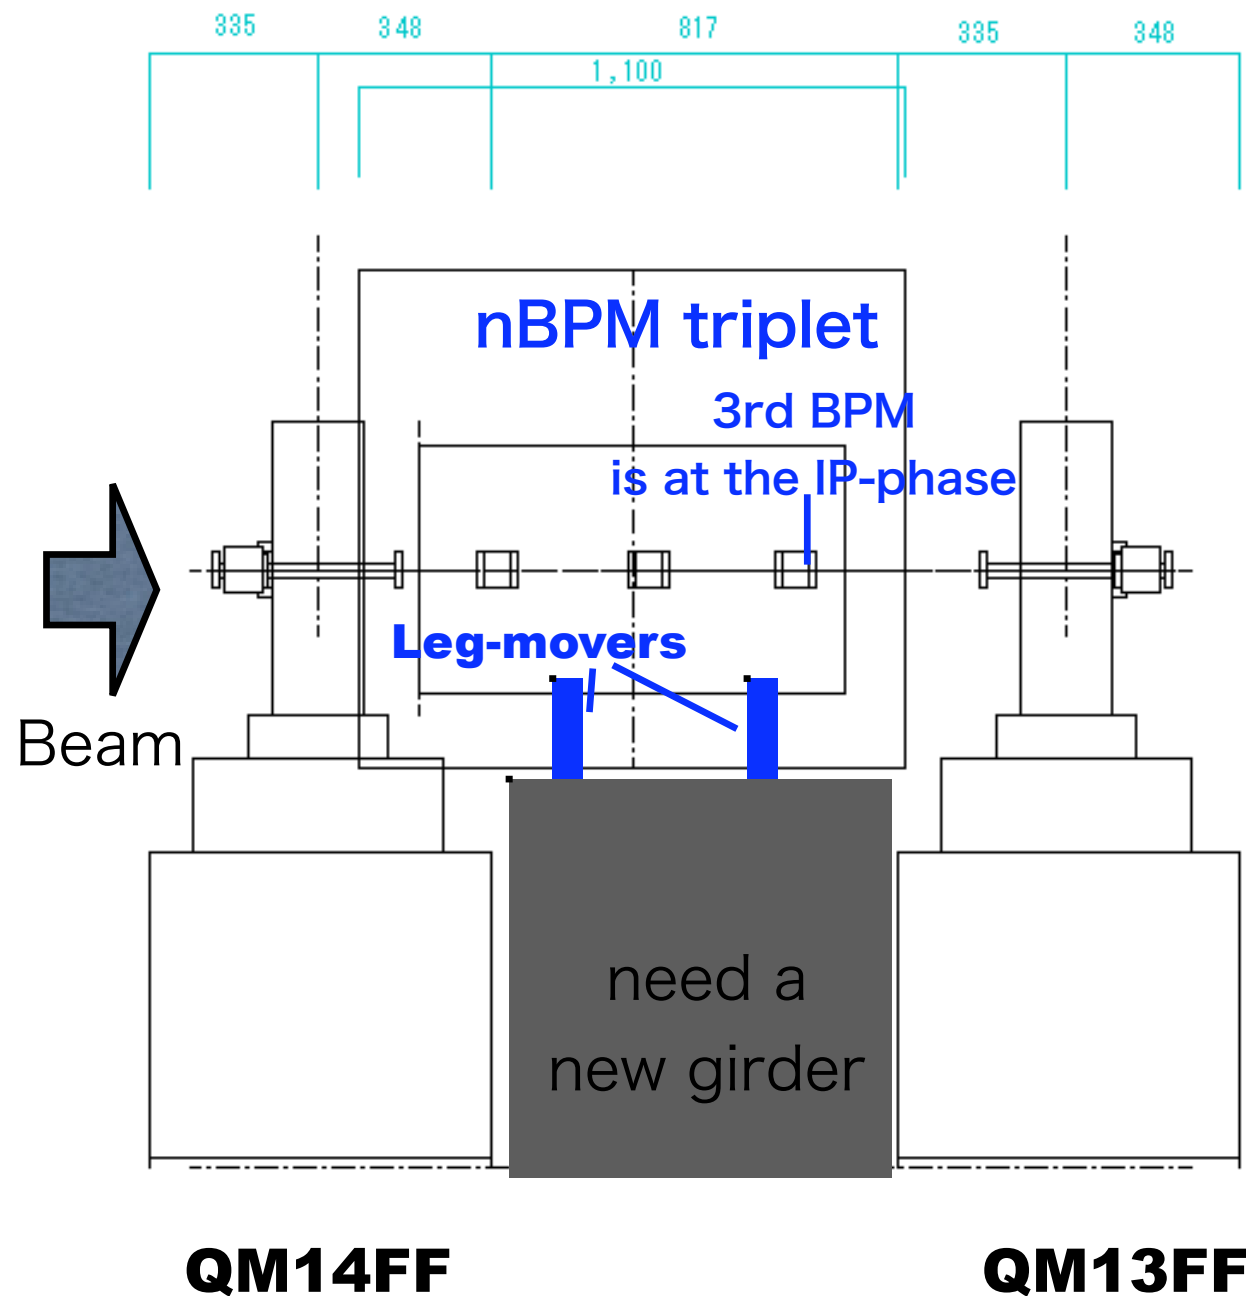 335 348 817 335 348
1,100
nBPM triplet
3rd BPM
is at the IP-phase
Leg-movers
Beam
need a
new girder
QM14FF QM13FF